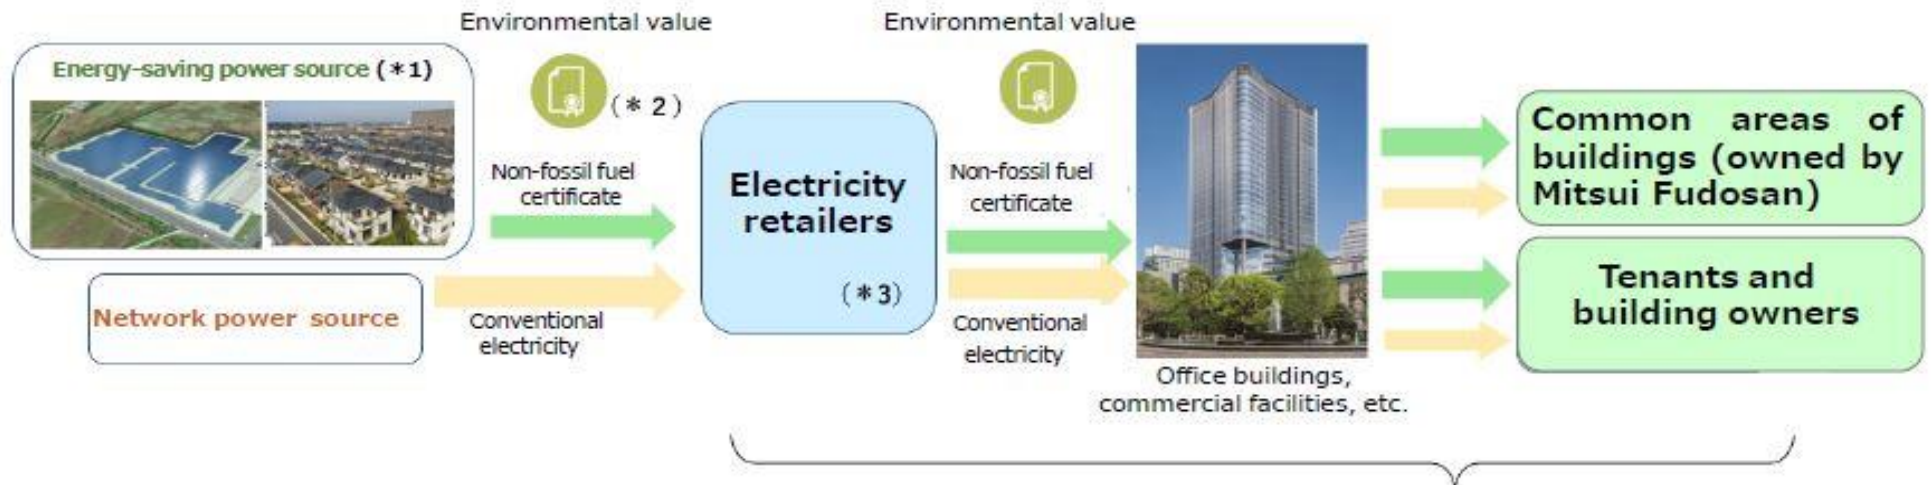 Environmental value
Environmental value
Energy-saving power source (*1)
(* 2)
Non-fossil fuel
certificate
Electricity
retailers
(*3)
Non-fossil fuel
certificate
Common areas of
buildings (owned by
Mitsui Fudosan)
Tenants and
building owners
Network power source
Conventional
electricity
Conventional
electricity
Office buildings,
commercial facilities, etc.